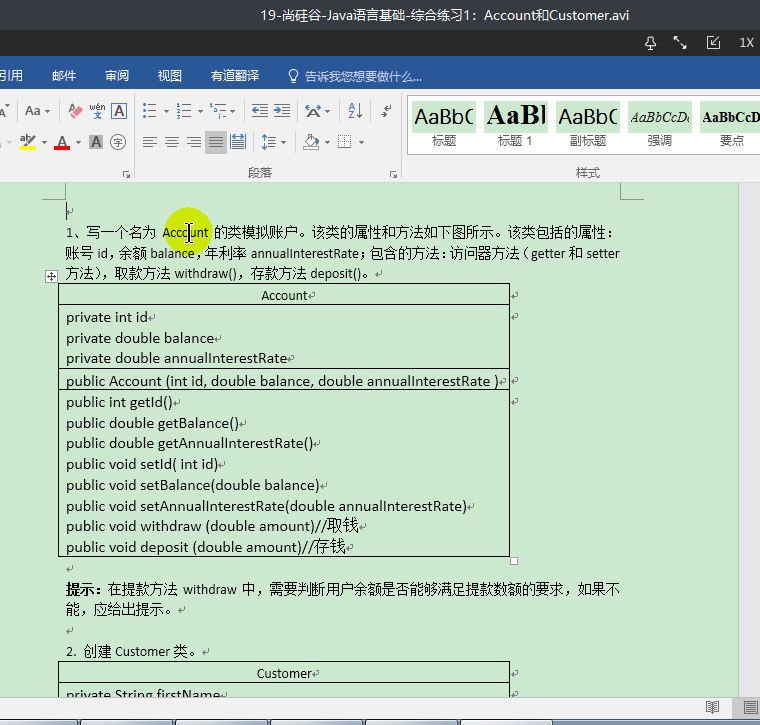 19-尚硅谷-Java语言基础-综合练习1：Account和Customer.avi
1X
引用 邮件 审阅 视图 有道翻译 告诉我您想要做什么...
Aa wén 文 A
AaBbC AaBl AaBbC AaBbCcDi AaBbCcD
ab A A 字
标题 标题 1 副标题 强调 要点
段落 样式
1、写一个名为 Account 的类模拟账户。该类的属性和方法如下图所示。该类包括的属性：
账号 id，余额 balance，年利率 annualInterestRate；包含的方法：访问器方法（getter 和 setter
方法），取款方法 withdraw()，存款方法 deposit()。
Account
private int id
private double balance
private double annualInterestRate
public Account (int id, double balance, double annualInterestRate )
public int getId()
public double getBalance()
public double getAnnualInterestRate()
public void setId( int id)
public void setBalance(double balance)
public void setAnnualInterestRate(double annualInterestRate)
public void withdraw (double amount)//取钱
public void deposit (double amount)//存钱
提示：在提款方法 withdraw 中，需要判断用户余额是否能够满足提款数额的要求，如果不
能，应给出提示。
2. 创建 Customer 类。
Customer
private String firstName